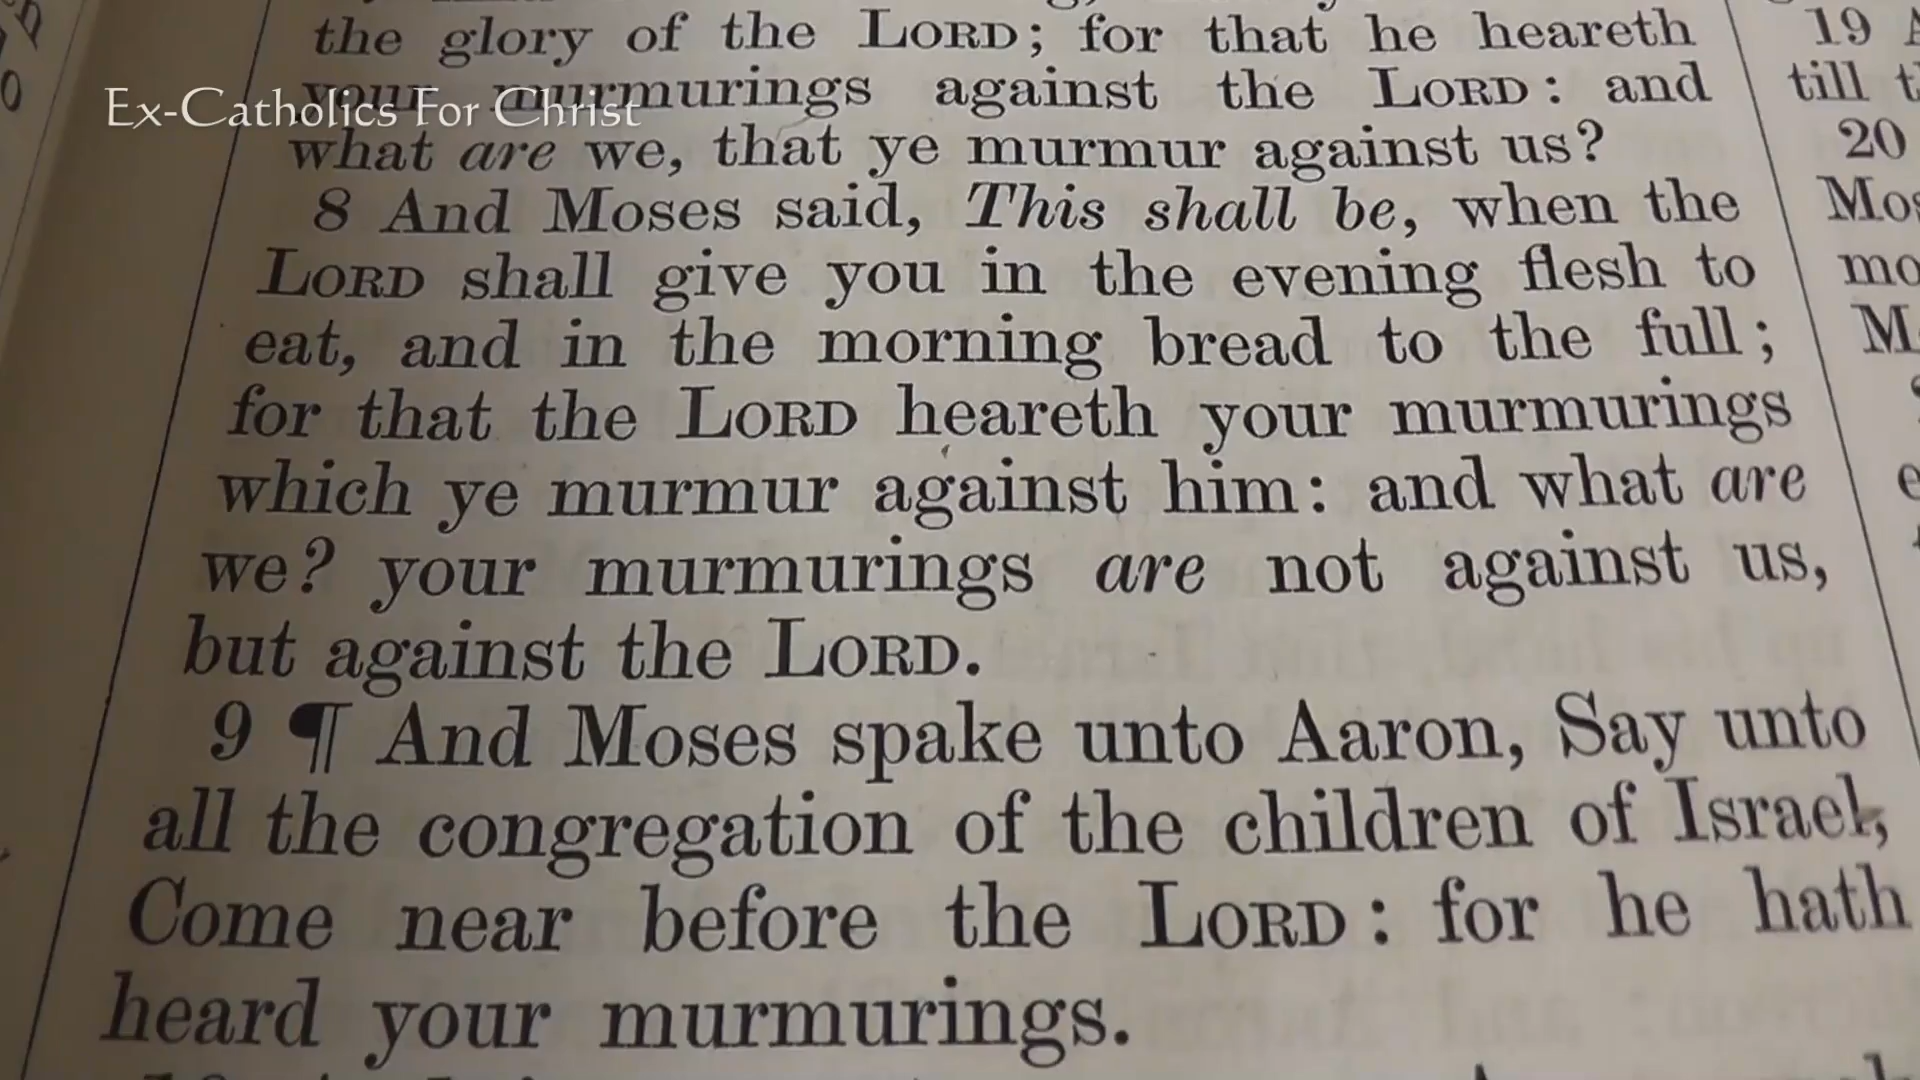 the glory of the LORD; for that he heareth
your murmurings against the LORD: and
Ex-Catholics For Christ
what are we, that ye murmur against us?
8 And Moses said, This shall be, when the
LORD shall give you in the evening flesh to
eat, and in the morning bread to the full;
for that the LORD heareth your murmurings
which ye murmur against him: and what are
we? your murmurings are not against us,
but against the LORD.
9 ¶ And Moses spake unto Aaron, Say unto
all the congregation of the children of Israel,
Come near before the LORD: for he hath
heard your murmurings.
19
till
20